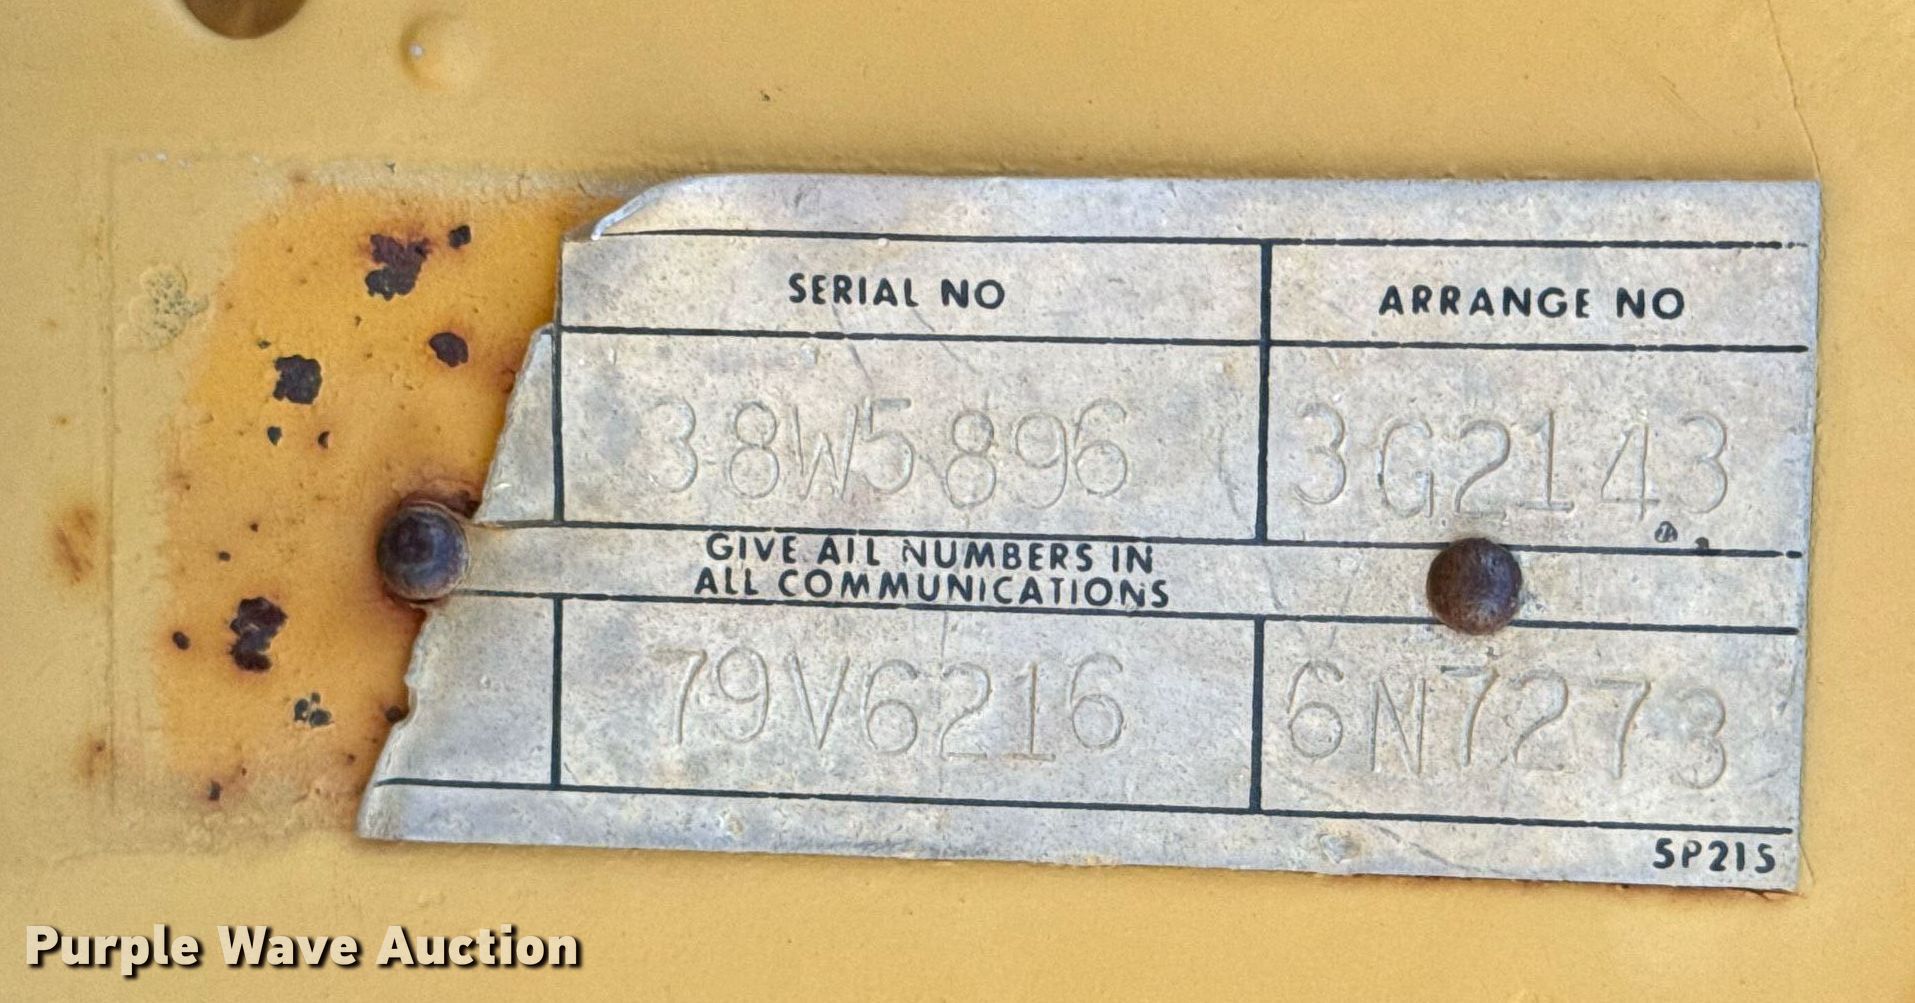 SERIAL NO ARRANGE NO
38W5896 3G2143
GIVE ALL NUMBERS IN
ALL COMMUNICATIONS
79V6216 6N7273
SP215
Purple Wave Auction